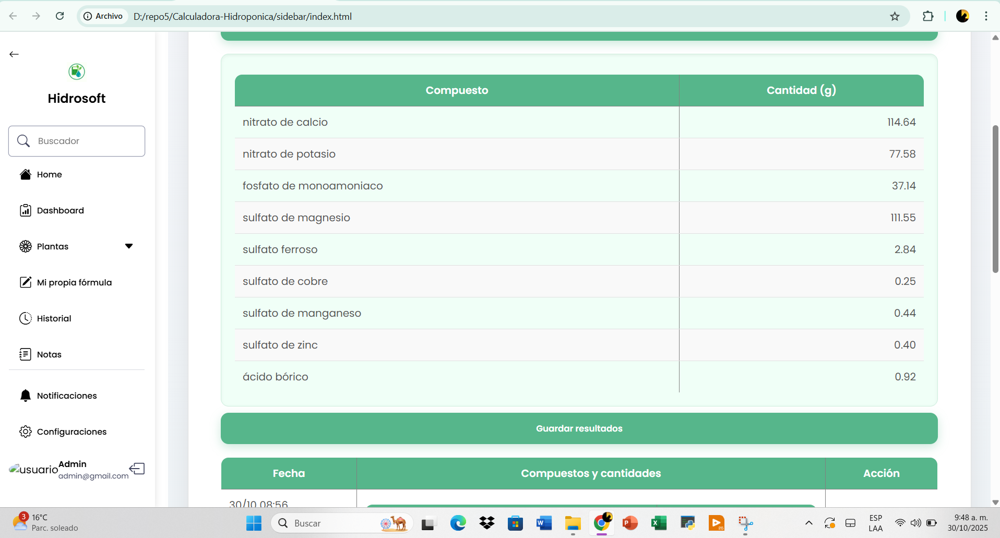 Archivo D:/repo5/Calculadora-Hidroponica/sidebar/index.html
Hidrosoft
Buscador
Home
Dashboard
Plantas
Mi propia fórmula
Historial
Notas
Notificaciones
Configuraciones
usuario
Admin
admin@gmail.com
Compuesto Cantidad (g)
nitrato de calcio 114.64
nitrato de potasio 77.58
fosfato de monoamoniaco 37.14
sulfato de magnesio 111.55
sulfato ferroso 2.84
sulfato de cobre 0.25
sulfato de manganeso 0.44
sulfato de zinc 0.40
ácido bórico 0.92
Guardar resultados
Fecha Compuestos y cantidades Acción
30/10 08:56
3
16°C
Parc. soleado
Buscar
ESP
LAA
9:48 a. m.
30/10/2025